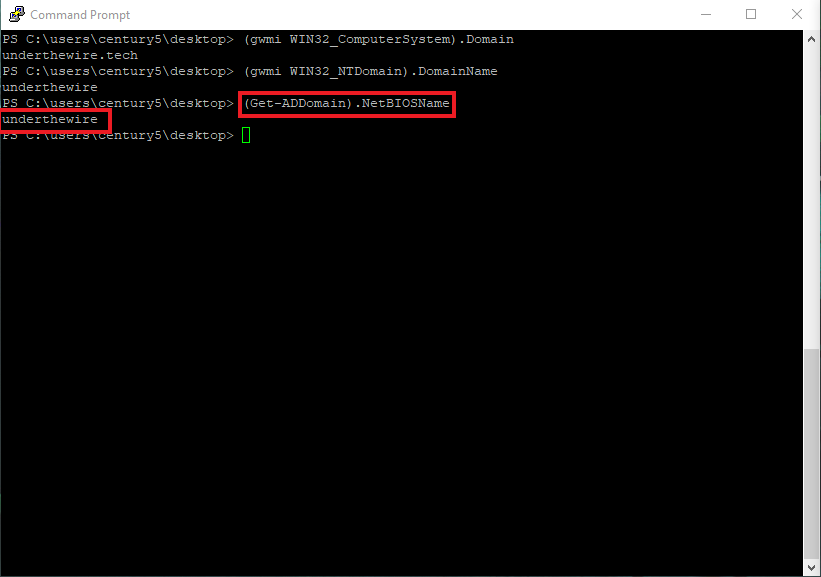 Command Prompt
PS C:\users\century5\desktop> (gwmi WIN32_ComputerSystem).Domain
underthewire.tech
PS C:\users\century5\desktop> (gwmi WIN32_NTDomain).DomainName
underthewire
PS C:\users\century5\desktop> (Get-ADDomain).NetBIOSName
underthewire
PS C:\users\century5\desktop>